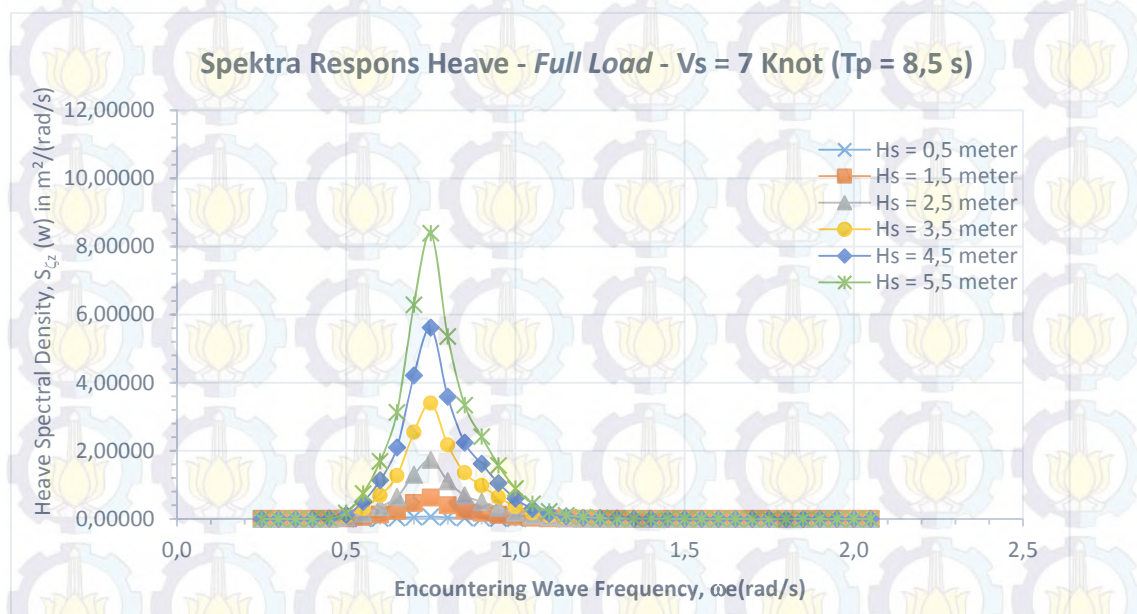 Spektra Respons Heave - Full Load - Vs = 7 Knot (Tp = 8,5 s)
Heave Spectral Density, Sζz (w) in m²/(rad/s)
12,00000
10,00000
8,00000
6,00000
4,00000
2,00000
0,00000
Hs = 0,5 meter
Hs = 1,5 meter
Hs = 2,5 meter
Hs = 3,5 meter
Hs = 4,5 meter
Hs = 5,5 meter
0,0 0,5 1,0 1,5 2,0 2,5
Encountering Wave Frequency, ωe(rad/s)